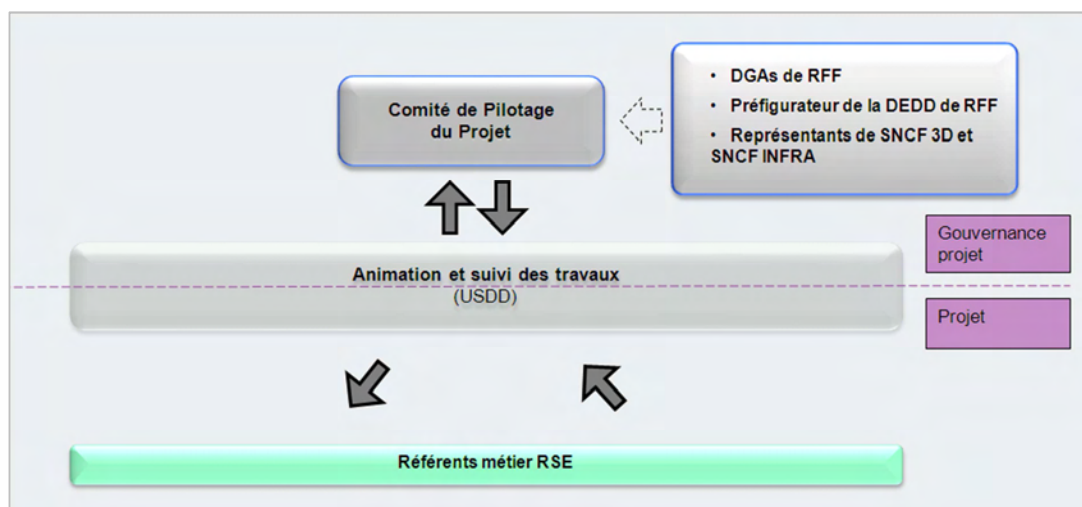 Comité de Pilotage
du Projet
• DGAs de RFF
• Préfigurateur de la DEDD de RFF
• Représentants de SNCF 3D et
SNCF INFRA
Gouvernance
projet
Animation et suivi des travaux
(USDD)
Projet
Référents métier RSE